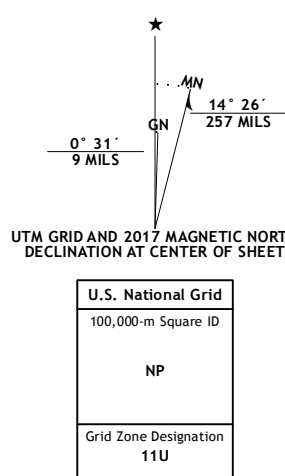 MN
GN
14° 26´
257 MILS
0° 31´
9 MILS
UTM GRID AND 2017 MAGNETIC NORT
DECLINATION AT CENTER OF SHEET
U.S. National Grid
100,000-m Square ID
NP
Grid Zone Designation
11U